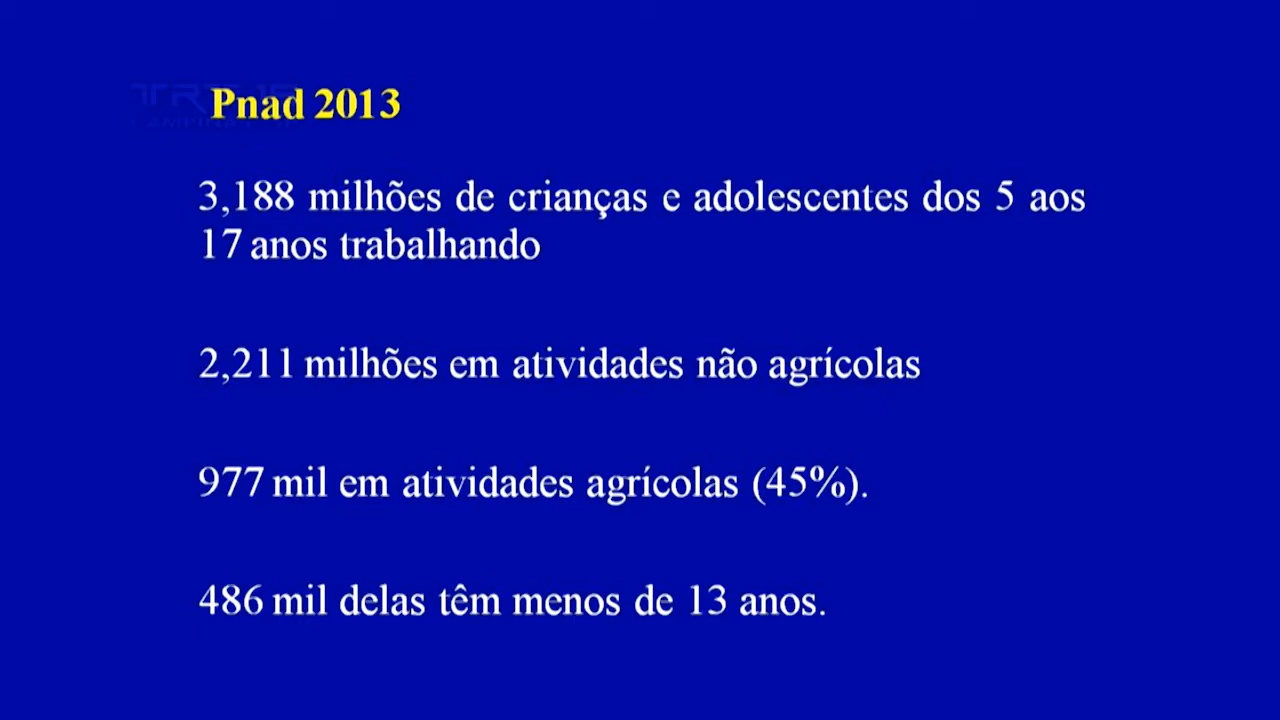 Pnad 2013
3,188 milhões de crianças e adolescentes dos 5 aos
17 anos trabalhando
2,211 milhões em atividades não agrícolas
977 mil em atividades agrícolas (45%).
486 mil delas têm menos de 13 anos.